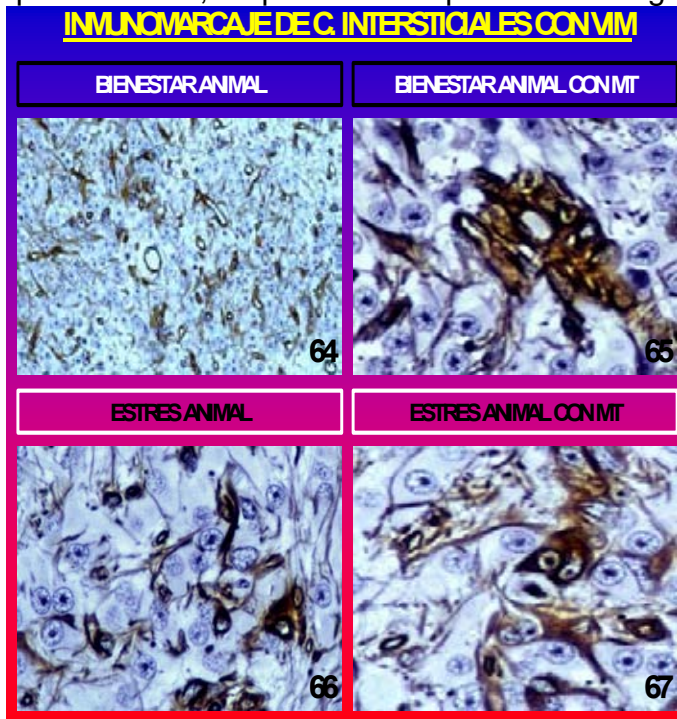 INMUNOMARCAJE DE C. INTERSTICIALES CON VIM
BIENESTAR ANIMAL
BIENESTAR ANIMAL CON MT
64
65
ESTRES ANIMAL
ESTRES ANIMAL CON MT
66
67